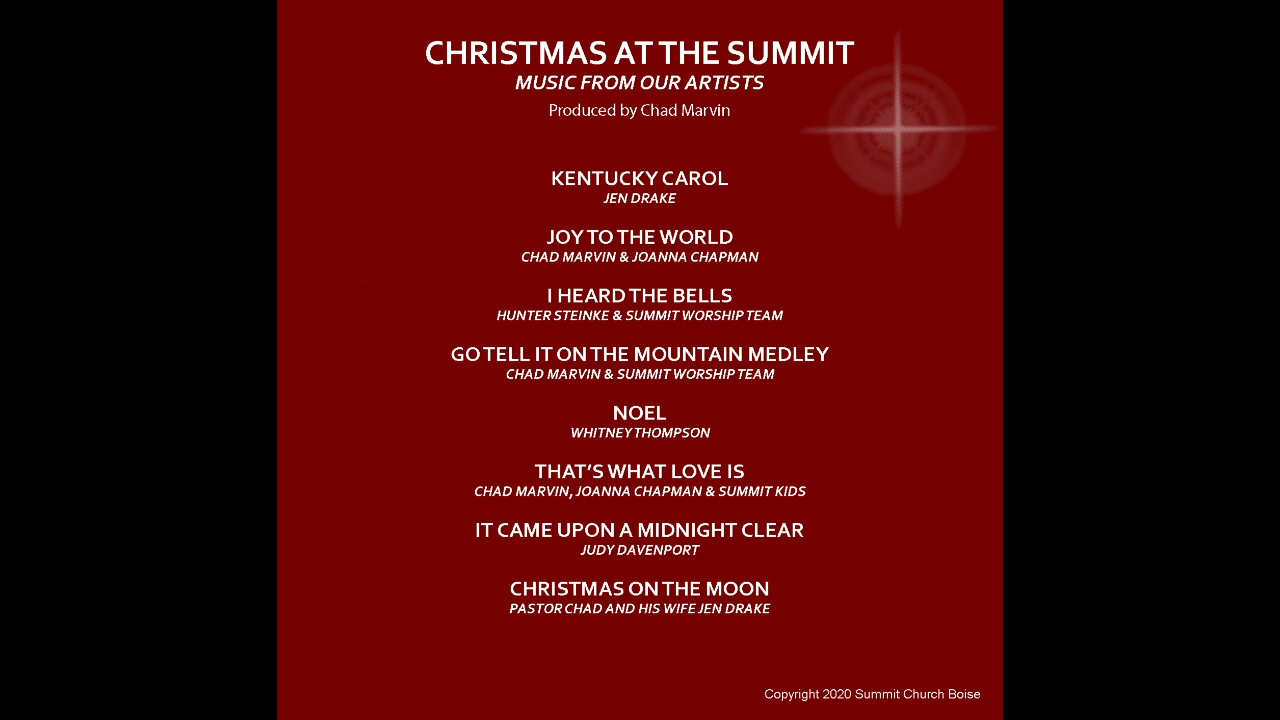 CHRISTMAS AT THE SUMMIT
MUSIC FROM OUR ARTISTS
Produced by Chad Marvin
KENTUCKY CAROL
JEN DRAKE
JOY TO THE WORLD
CHAD MARVIN & JOANNA CHAPMAN
I HEARD THE BELLS
HUNTER STEINKE & SUMMIT WORSHIP TEAM
GO TELL IT ON THE MOUNTAIN MEDLEY
CHAD MARVIN & SUMMIT WORSHIP TEAM
NOEL
WHITNEY THOMPSON
THAT’S WHAT LOVE IS
CHAD MARVIN, JOANNA CHAPMAN & SUMMIT KIDS
IT CAME UPON A MIDNIGHT CLEAR
JUDY DAVENPORT
CHRISTMAS ON THE MOON
PASTOR CHAD AND HIS WIFE JEN DRAKE
Copyright 2020 Summit Church Boise